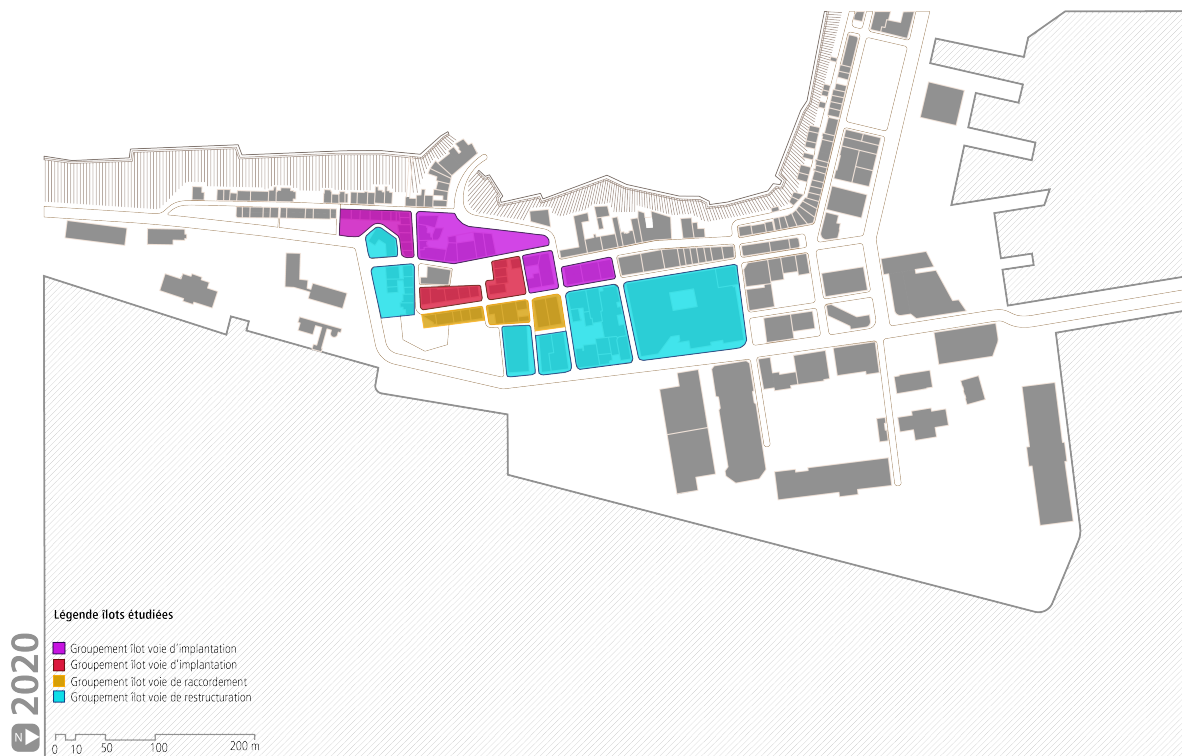 Légende îlots étudiées
Groupement îlot voie d'implantation
Groupement îlot voie d'implantation
Groupement îlot voie de raccordement
Groupement îlot voie de restructuration
2020
N
0 10 50 100 200 m